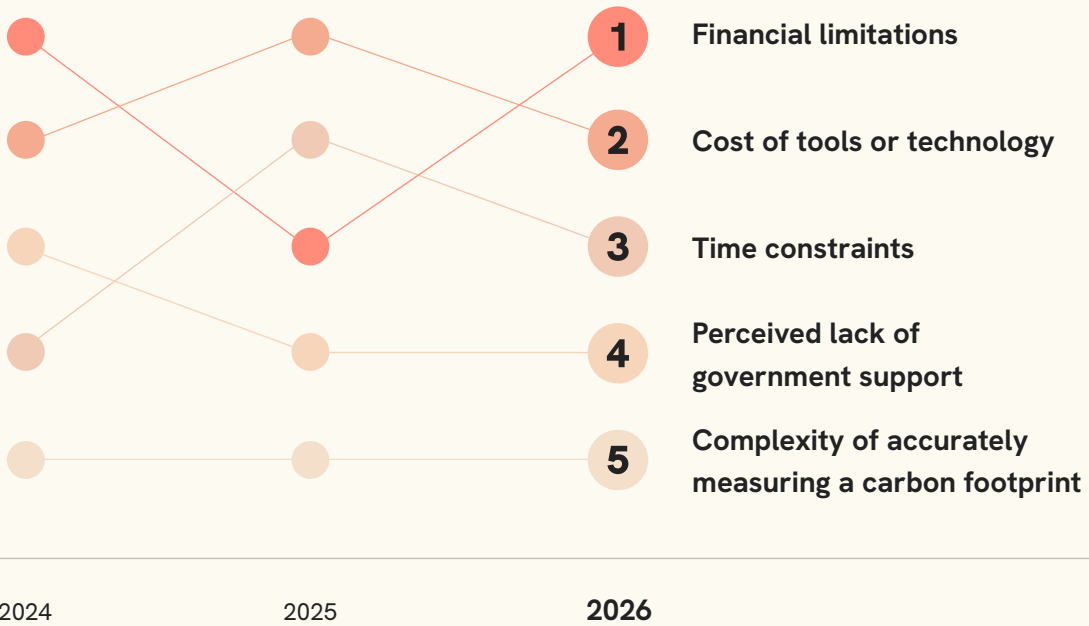 1 Financial limitations
2 Cost of tools or technology
3 Time constraints
4 Perceived lack of
government support
5 Complexity of accurately
measuring a carbon footprint
2024 2025 2026